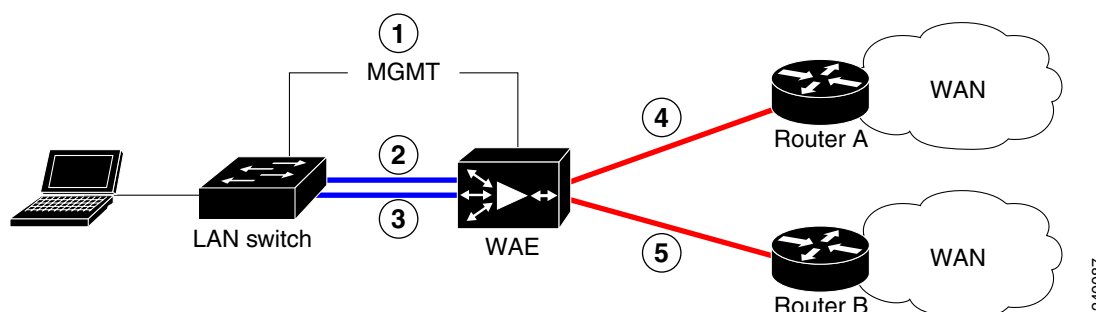 1
MGMT
2
3
4
5
LAN switch
WAE
Router A
WAN
Router B
WAN